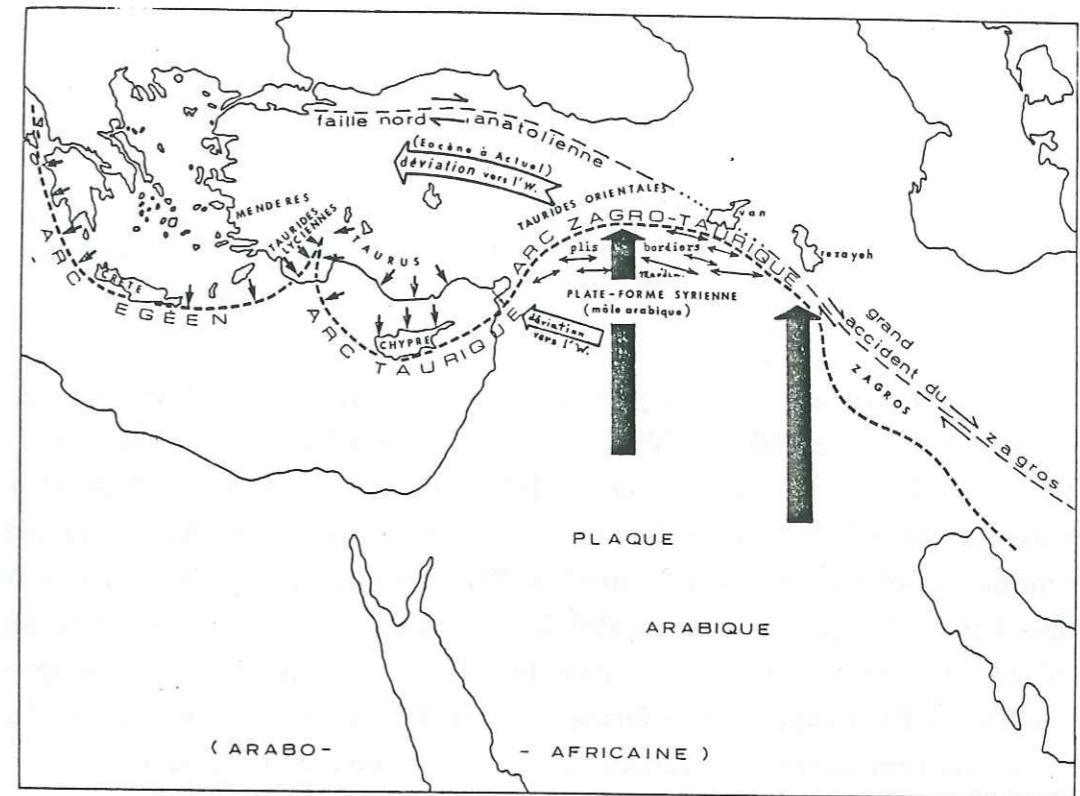 faille nord anatolienne
(Eocène à Actuel)
déviation vers l'W.
MENDERES
TAURIDES
LYCIENNES
TAURUS
TAURIDES ORIENTALES
ARC ZAGRO-TAURIQUE
van
rezayeh
plis bordiers
PLATE-FORME SYRIENNE
(môle arabique)
déviation
vers l'W.
ARC EGÉEN
CRÈTE
ARC TAURIQUE
CHYPRE
grand accident du zagros
ZAGROS
PLAQUE
ARABIQUE
(ARABO-
- AFRICAINE)